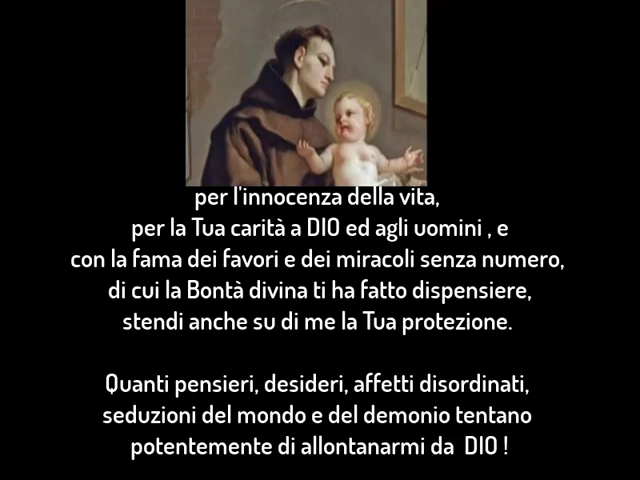 per l'innocenza della vita,
per la Tua carità a DIO ed agli uomini , e
con la fama dei favori e dei miracoli senza numero,
di cui la Bontà divina ti ha fatto dispensiere,
stendi anche su di me la Tua protezione.
Quanti pensieri, desideri, affetti disordinati,
seduzioni del mondo e del demonio tentano
potentemente di allontanarmi da  DIO !